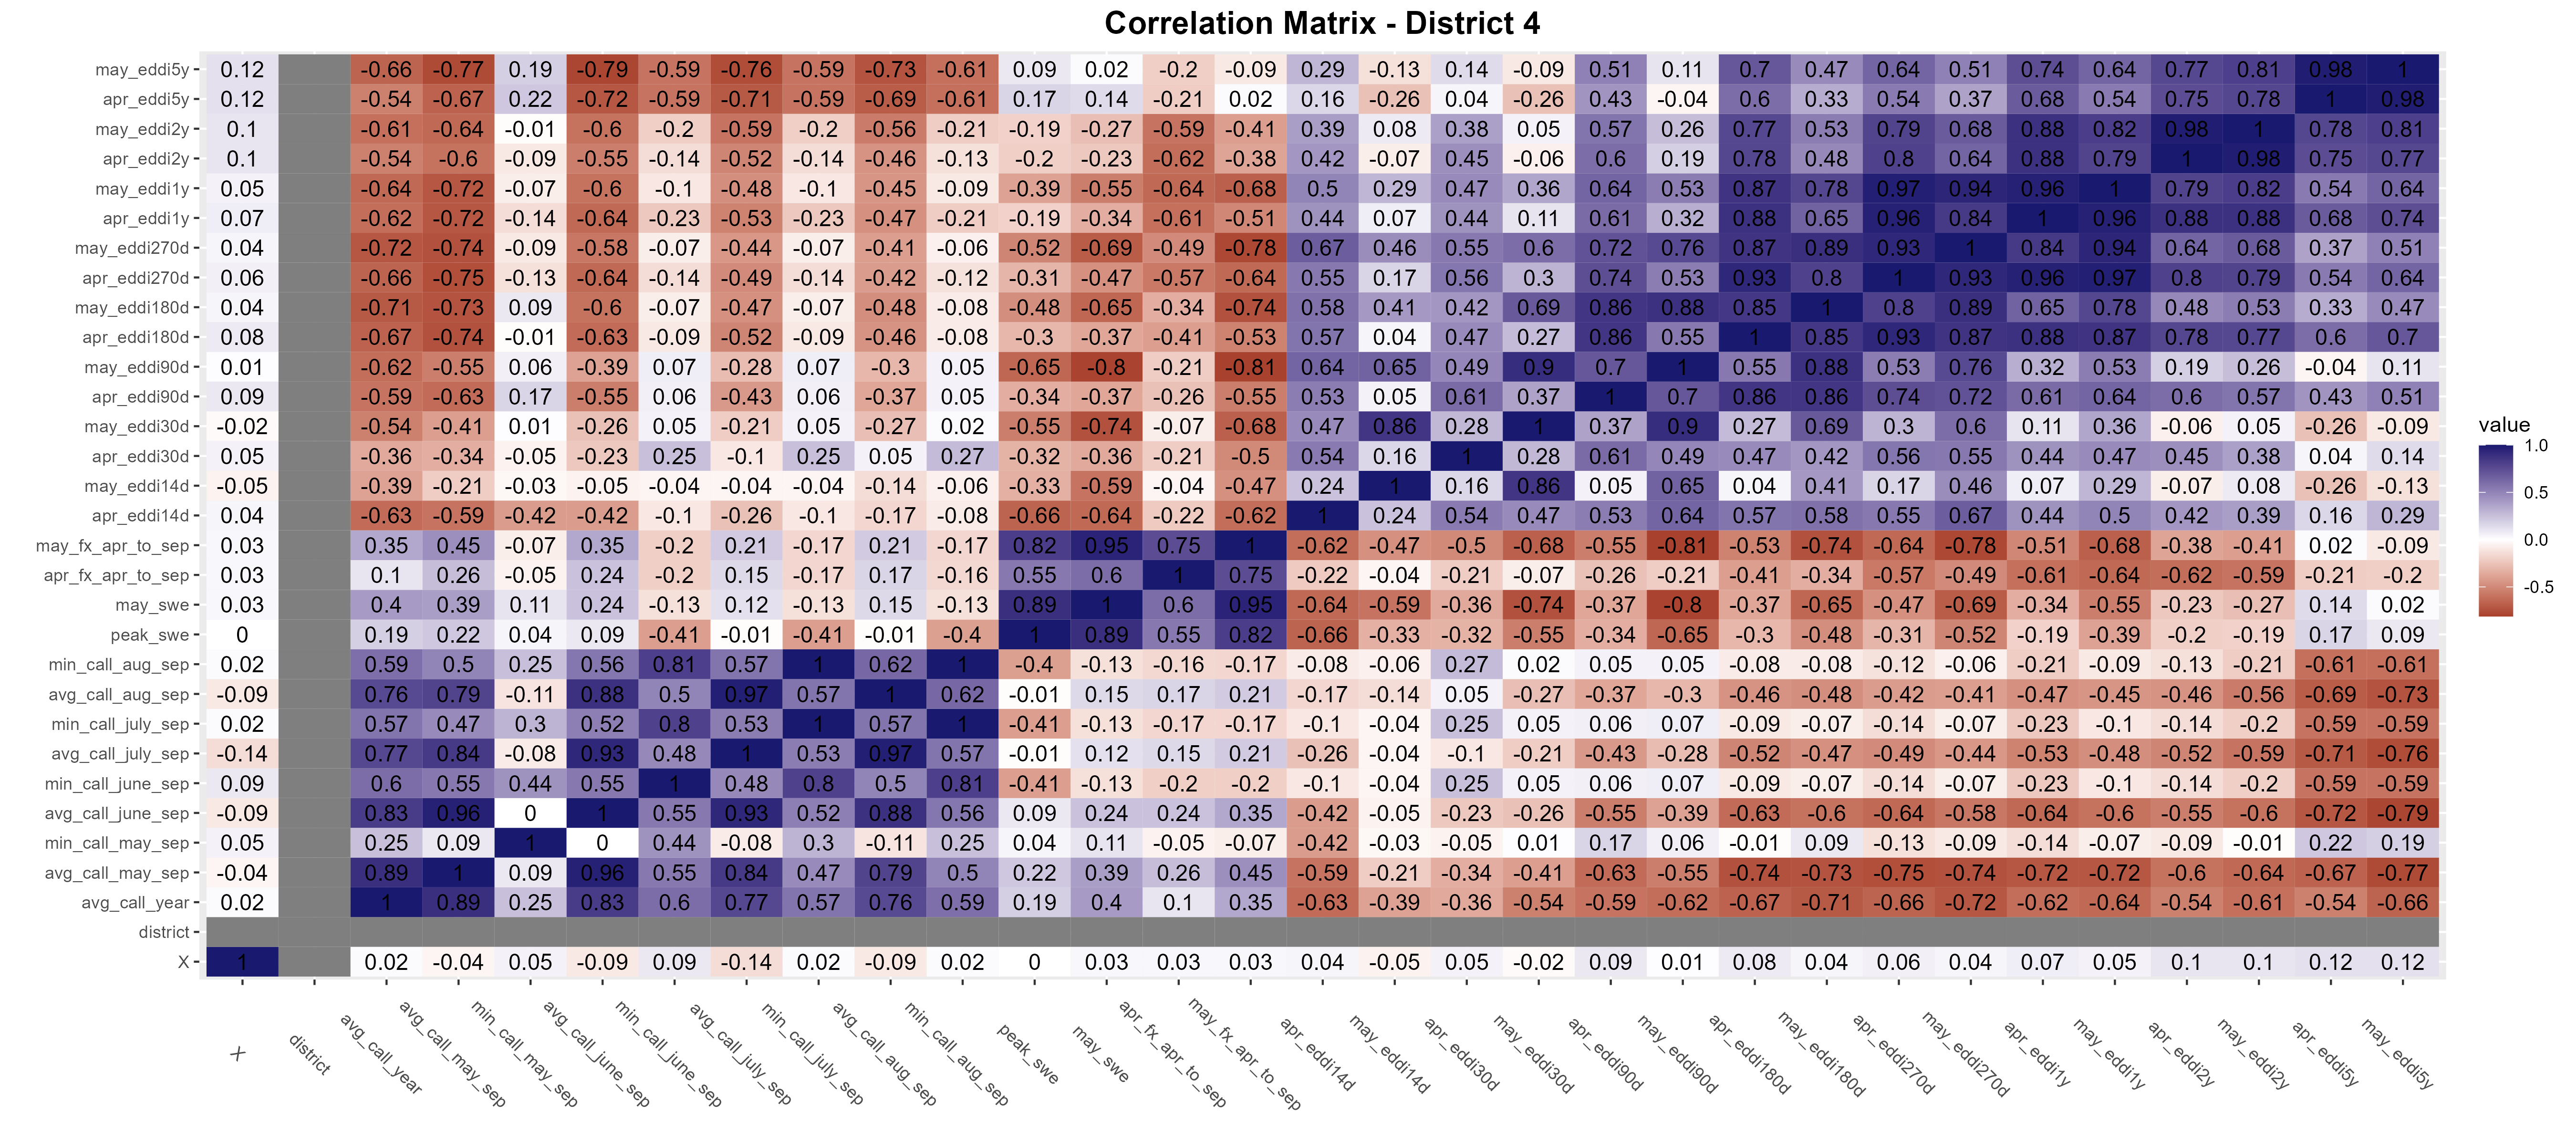 Correlation Matrix - District 4
may_eddi5y 0.12 -0.66 -0.77 0.19 -0.79 -0.59 -0.76 -0.59 -0.73 -0.61 0.09 0.02 -0.2 -0.09 0.29 -0.13 0.14 -0.09 0.51 0.11 0.7 0.47 0.64 0.51 0.74 0.64 0.77 0.81 0.98 1
apr_eddi5y 0.12 -0.54 -0.67 0.22 -0.72 -0.59 -0.71 -0.59 -0.69 -0.61 0.17 0.14 -0.21 0.02 0.16 -0.26 0.04 -0.26 0.43 -0.04 0.6 0.33 0.54 0.37 0.68 0.54 0.75 0.78 1 0.98
may_eddi2y 0.1 -0.61 -0.64 -0.01 -0.6 -0.2 -0.59 -0.2 -0.56 -0.21 -0.19 -0.27 -0.59 -0.41 0.39 0.08 0.38 0.05 0.57 0.26 0.77 0.53 0.79 0.68 0.88 0.82 0.98 1 0.78 0.81
apr_eddi2y 0.1 -0.54 -0.6 -0.09 -0.55 -0.14 -0.52 -0.14 -0.46 -0.13 -0.2 -0.23 -0.62 -0.38 0.42 -0.07 0.45 -0.06 0.6 0.19 0.78 0.48 0.8 0.64 0.88 0.79 1 0.98 0.75 0.77
may_eddi1y 0.05 -0.64 -0.72 -0.07 -0.6 -0.1 -0.48 -0.1 -0.45 -0.09 -0.39 -0.55 -0.64 -0.68 0.5 0.29 0.47 0.36 0.64 0.53 0.87 0.78 0.97 0.94 0.96 1 0.79 0.82 0.54 0.64
apr_eddi1y 0.07 -0.62 -0.72 -0.14 -0.64 -0.23 -0.53 -0.23 -0.47 -0.21 -0.19 -0.34 -0.61 -0.51 0.44 0.07 0.44 0.11 0.61 0.32 0.88 0.65 0.96 0.84 1 0.96 0.88 0.88 0.68 0.74
may_eddi270d 0.04 -0.72 -0.74 -0.09 -0.58 -0.07 -0.44 -0.07 -0.41 -0.06 -0.52 -0.69 -0.49 -0.78 0.67 0.46 0.55 0.6 0.72 0.76 0.87 0.89 0.93 1 0.84 0.94 0.64 0.68 0.37 0.51
apr_eddi270d 0.06 -0.66 -0.75 -0.13 -0.64 -0.14 -0.49 -0.14 -0.42 -0.12 -0.31 -0.47 -0.57 -0.64 0.55 0.17 0.56 0.3 0.74 0.53 0.93 0.8 1 0.93 0.96 0.97 0.8 0.79 0.54 0.64
may_eddi180d 0.04 -0.71 -0.73 0.09 -0.6 -0.07 -0.47 -0.07 -0.48 -0.08 -0.48 -0.65 -0.34 -0.74 0.58 0.41 0.42 0.69 0.86 0.88 0.85 1 0.8 0.89 0.65 0.78 0.48 0.53 0.33 0.47
apr_eddi180d 0.08 -0.67 -0.74 -0.01 -0.63 -0.09 -0.52 -0.09 -0.46 -0.08 -0.3 -0.37 -0.41 -0.53 0.57 0.04 0.47 0.27 0.86 0.55 1 0.85 0.93 0.87 0.88 0.87 0.78 0.77 0.6 0.7
may_eddi90d 0.01 -0.62 -0.55 0.06 -0.39 0.07 -0.28 0.07 -0.3 0.05 -0.65 -0.8 -0.21 -0.81 0.64 0.65 0.49 0.9 0.7 1 0.55 0.88 0.53 0.76 0.32 0.53 0.19 0.26 -0.04 0.11
apr_eddi90d 0.09 -0.59 -0.63 0.17 -0.55 0.06 -0.43 0.06 -0.37 0.05 -0.34 -0.37 -0.26 -0.55 0.53 0.05 0.61 0.37 1 0.7 0.86 0.86 0.74 0.72 0.61 0.64 0.6 0.57 0.43 0.51
may_eddi30d -0.02 -0.54 -0.41 0.01 -0.26 0.05 -0.21 0.05 -0.27 0.02 -0.55 -0.74 -0.07 -0.68 0.47 0.86 0.28 1 0.37 0.9 0.27 0.69 0.3 0.6 0.11 0.36 -0.06 0.05 -0.26 -0.09
apr_eddi30d 0.05 -0.36 -0.34 -0.05 -0.23 0.25 -0.1 0.25 0.05 0.27 -0.32 -0.36 -0.21 -0.5 0.54 0.16 1 0.28 0.61 0.49 0.47 0.42 0.56 0.55 0.44 0.47 0.45 0.38 0.04 0.14
may_eddi14d -0.05 -0.39 -0.21 -0.03 -0.05 -0.04 -0.04 -0.04 -0.14 -0.06 -0.33 -0.59 -0.04 -0.47 0.24 1 0.16 0.86 0.05 0.65 0.04 0.41 0.17 0.46 0.07 0.29 -0.07 0.08 -0.26 -0.13
apr_eddi14d 0.04 -0.63 -0.59 -0.42 -0.42 -0.1 -0.26 -0.1 -0.17 -0.08 -0.66 -0.64 -0.22 -0.62 1 0.24 0.54 0.47 0.53 0.64 0.57 0.58 0.55 0.67 0.44 0.5 0.42 0.39 0.16 0.29
may_fx_apr_to_sep 0.03 0.35 0.45 -0.07 0.35 -0.2 0.21 -0.17 0.21 -0.17 0.82 0.95 0.75 1 -0.62 -0.47 -0.5 -0.68 -0.55 -0.81 -0.53 -0.74 -0.64 -0.78 -0.51 -0.68 -0.38 -0.41 0.02 -0.09
apr_fx_apr_to_sep 0.03 0.1 0.26 -0.05 0.24 -0.2 0.15 -0.17 0.17 -0.16 0.55 0.6 1 0.75 -0.22 -0.04 -0.21 -0.07 -0.26 -0.21 -0.41 -0.34 -0.57 -0.49 -0.61 -0.64 -0.62 -0.59 -0.21 -0.2
may_swe 0.03 0.4 0.39 0.11 0.24 -0.13 0.12 -0.13 0.15 -0.13 0.89 1 0.6 0.95 -0.64 -0.59 -0.36 -0.74 -0.37 -0.8 -0.37 -0.65 -0.47 -0.69 -0.34 -0.55 -0.23 -0.27 0.14 0.02
peak_swe 0 0.19 0.22 0.04 0.09 -0.41 -0.01 -0.41 -0.01 -0.4 1 0.89 0.55 0.82 -0.66 -0.33 -0.32 -0.55 -0.34 -0.65 -0.3 -0.48 -0.31 -0.52 -0.19 -0.39 -0.2 -0.19 0.17 0.09
min_call_aug_sep 0.02 0.59 0.5 0.25 0.56 0.81 0.57 1 0.62 1 -0.4 -0.13 -0.16 -0.17 -0.08 -0.06 0.27 0.02 0.05 0.05 -0.08 -0.08 -0.12 -0.06 -0.21 -0.09 -0.13 -0.21 -0.61 -0.61
avg_call_aug_sep -0.09 0.76 0.79 -0.11 0.88 0.5 0.97 0.57 1 0.62 -0.01 0.15 0.17 0.21 -0.17 -0.14 0.05 -0.27 -0.37 -0.3 -0.46 -0.48 -0.42 -0.41 -0.47 -0.45 -0.46 -0.56 -0.69 -0.73
min_call_july_sep 0.02 0.57 0.47 0.3 0.52 0.8 0.53 1 0.57 1 -0.41 -0.13 -0.17 -0.17 -0.1 -0.04 0.25 0.05 0.06 0.07 -0.09 -0.07 -0.14 -0.07 -0.23 -0.1 -0.14 -0.2 -0.59 -0.59
avg_call_july_sep -0.14 0.77 0.84 -0.08 0.93 0.48 1 0.53 0.97 0.57 -0.01 0.12 0.15 0.21 -0.26 -0.04 -0.1 -0.21 -0.43 -0.28 -0.52 -0.47 -0.49 -0.44 -0.53 -0.48 -0.52 -0.59 -0.71 -0.76
min_call_june_sep 0.09 0.6 0.55 0.44 0.55 1 0.48 0.8 0.5 0.81 -0.41 -0.13 -0.2 -0.2 -0.1 -0.04 0.25 0.05 0.06 0.07 -0.09 -0.07 -0.14 -0.07 -0.23 -0.1 -0.14 -0.2 -0.59 -0.59
avg_call_june_sep -0.09 0.83 0.96 0 1 0.55 0.93 0.52 0.88 0.56 0.09 0.24 0.24 0.35 -0.42 -0.05 -0.23 -0.26 -0.55 -0.39 -0.63 -0.6 -0.64 -0.58 -0.64 -0.6 -0.55 -0.6 -0.72 -0.79
min_call_may_sep 0.05 0.25 0.09 1 0 0.44 -0.08 0.3 -0.11 0.25 0.04 0.11 -0.05 -0.07 -0.42 -0.03 -0.05 0.01 0.17 0.06 -0.01 0.09 -0.13 -0.09 -0.14 -0.07 -0.09 -0.01 0.22 0.19
avg_call_may_sep -0.04 0.89 1 0.09 0.96 0.55 0.84 0.47 0.79 0.5 0.22 0.39 0.26 0.45 -0.59 -0.21 -0.34 -0.41 -0.63 -0.55 -0.74 -0.73 -0.75 -0.74 -0.72 -0.72 -0.6 -0.64 -0.67 -0.77
avg_call_year 0.02 1 0.89 0.25 0.83 0.6 0.77 0.57 0.76 0.59 0.19 0.4 0.1 0.35 -0.63 -0.39 -0.36 -0.54 -0.59 -0.62 -0.67 -0.71 -0.66 -0.72 -0.62 -0.64 -0.54 -0.61 -0.54 -0.66
district
X 1 0.02 -0.04 0.05 -0.09 0.09 -0.14 0.02 -0.09 0.02 0 0.03 0.03 0.03 0.04 -0.05 0.05 -0.02 0.09 0.01 0.08 0.04 0.06 0.04 0.07 0.05 0.1 0.1 0.12 0.12
X district avg_call_year avg_call_may_sep min_call_may_sep avg_call_june_sep min_call_june_sep avg_call_july_sep min_call_july_sep avg_call_aug_sep min_call_aug_sep peak_swe may_swe apr_fx_apr_to_sep may_fx_apr_to_sep apr_eddi14d may_eddi14d apr_eddi30d may_eddi30d apr_eddi90d may_eddi90d apr_eddi180d may_eddi180d apr_eddi270d may_eddi270d apr_eddi1y may_eddi1y apr_eddi2y may_eddi2y apr_eddi5y may_eddi5y
value
1.0
0.5
0.0
-0.5